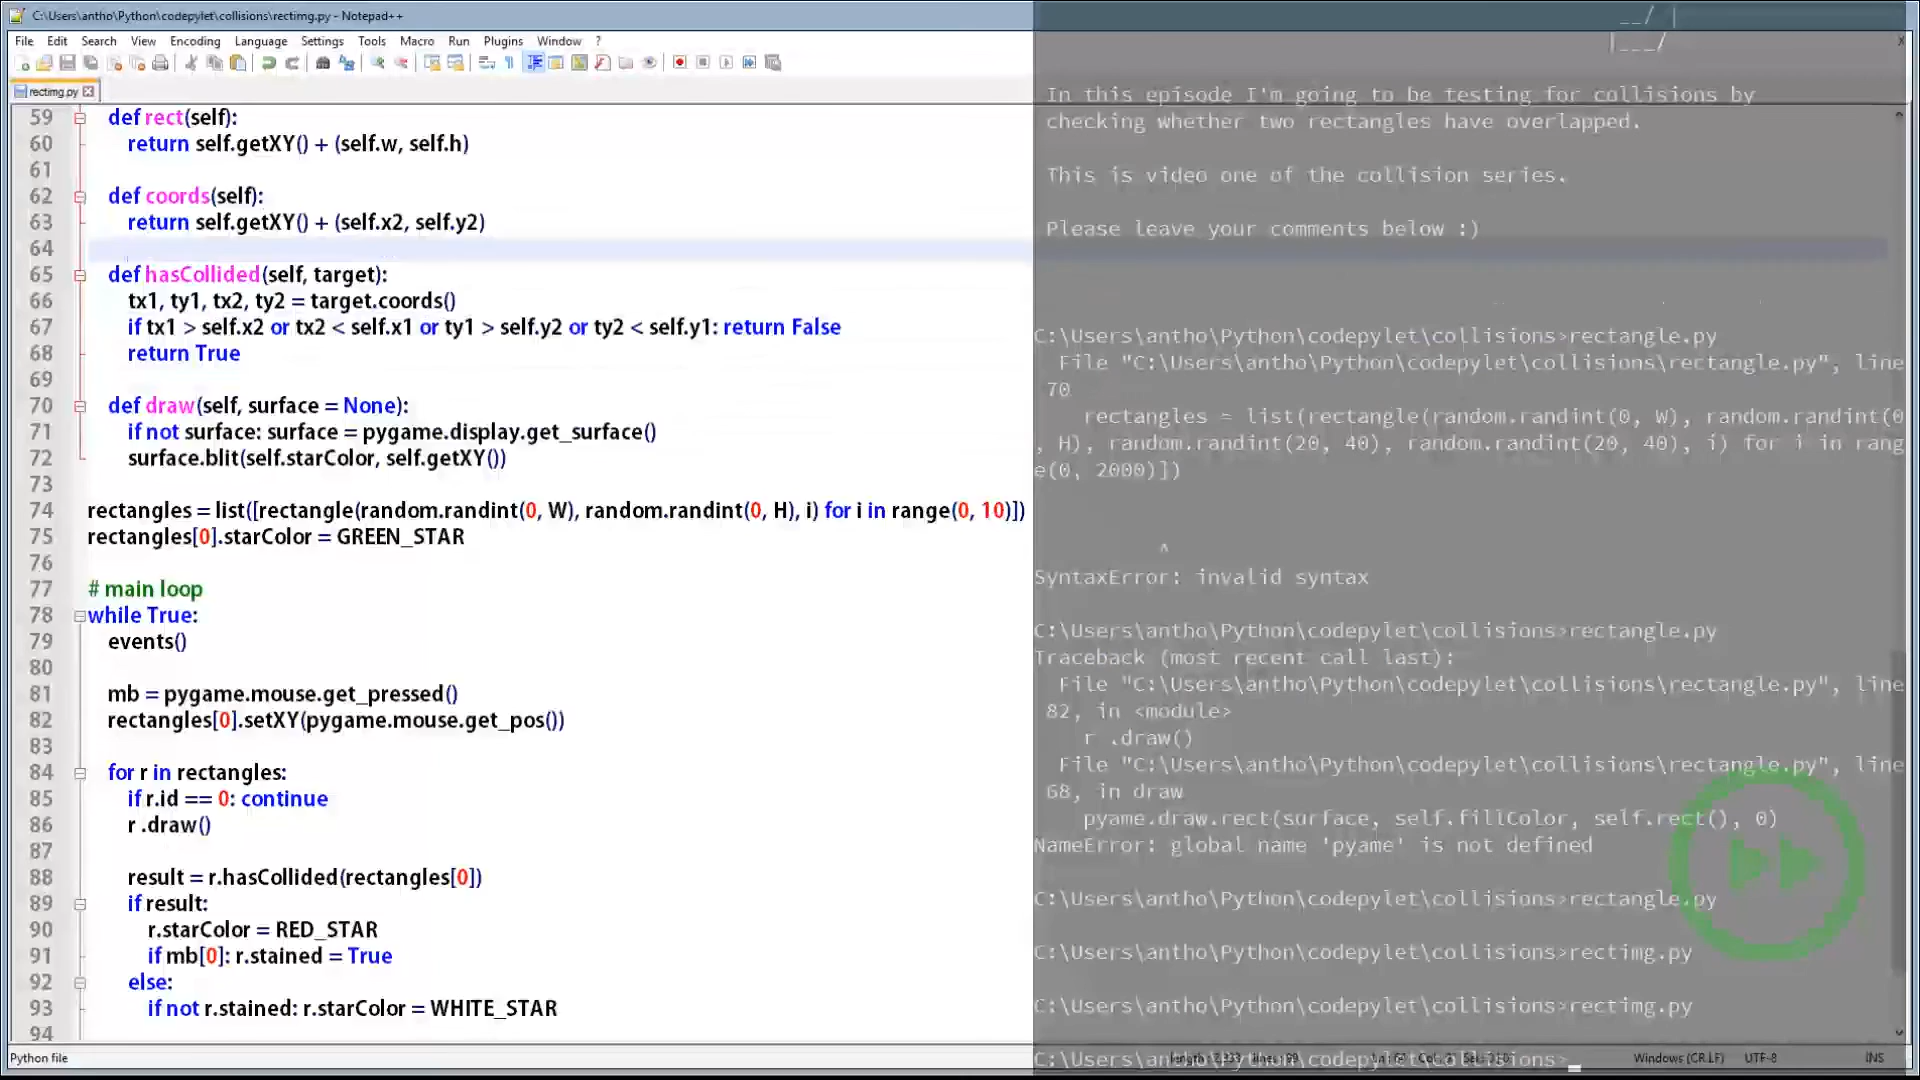 C:\Users\antho\Python\codepylet\collisions\rectimg.py - Notepad++
File Edit Search View Encoding Language Settings Tools Macro Run Plugins Window ?
rectimg.py
59 def rect(self):
60 return self.getXY() + (self.w, self.h)
61
62 def coords(self):
63 return self.getXY() + (self.x2, self.y2)
64
65 def hasCollided(self, target):
66 tx1, ty1, tx2, ty2 = target.coords()
67 if tx1 > self.x2 or tx2 < self.x1 or ty1 > self.y2 or ty2 < self.y1: return False
68 return True
69
70 def draw(self, surface = None):
71 if not surface: surface = pygame.display.get_surface()
72 surface.blit(self.starColor, self.getXY())
73
74 rectangles = list([rectangle(random.randint(0, W), random.randint(0, H), i) for i in range(0, 10)])
75 rectangles[0].starColor = GREEN_STAR
76
77 # main loop
78 while True:
79 events()
80
81 mb = pygame.mouse.get_pressed()
82 rectangles[0].setXY(pygame.mouse.get_pos())
83
84 for r in rectangles:
85 if r.id == 0: continue
86 r .draw()
87
88 result = r.hasCollided(rectangles[0])
89 if result:
90 r.starColor = RED_STAR
91 if mb[0]: r.stained = True
92 else:
93 if not r.stained: r.starColor = WHITE_STAR
94
Python file
__/ |
|___/
In this episode I'm going to be testing for collisions by
checking whether two rectangles have overlapped.
This is video one of the collision series.
Please leave your comments below :)
C:\Users\antho\Python\codepylet\collisions>rectangle.py
File "C:\Users\antho\Python\codepylet\collisions\rectangle.py", line
70
rectangles = list(rectangle(random.randint(0, W), random.randint(0
, H), random.randint(20, 40), random.randint(20, 40), i) for i in rang
e(0, 2000)])
^
SyntaxError: invalid syntax
C:\Users\antho\Python\codepylet\collisions>rectangle.py
Traceback (most recent call last):
File "C:\Users\antho\Python\codepylet\collisions\rectangle.py", line
82, in <module>
r .draw()
File "C:\Users\antho\Python\codepylet\collisions\rectangle.py", line
68, in draw
pyame.draw.rect(surface, self.fillColor, self.rect(), 0)
NameError: global name 'pyame' is not defined
C:\Users\antho\Python\codepylet\collisions>rectangle.py
C:\Users\antho\Python\codepylet\collisions>rectimg.py
C:\Users\antho\Python\codepylet\collisions>rectimg.py
C:\Users\antho\Python\codepylet\collisions>
Windows (CR LF) UTF-8 INS